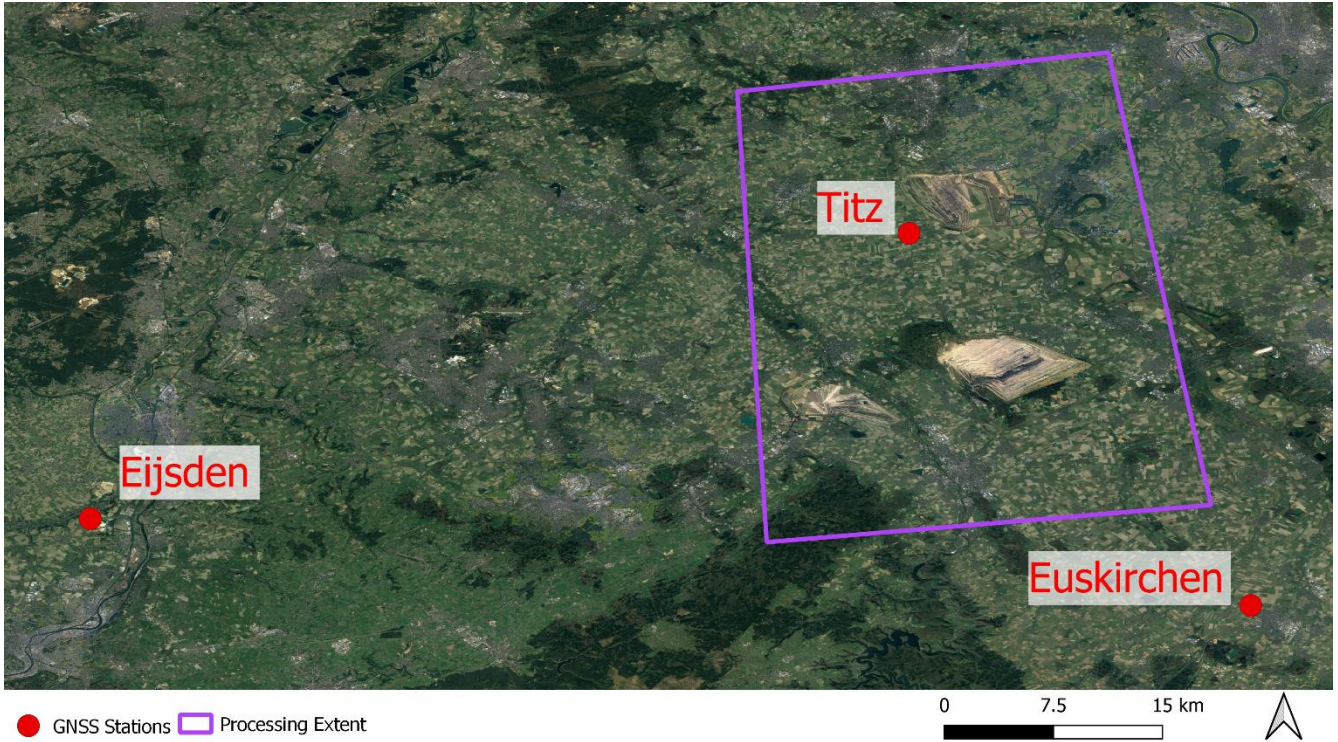 Titz
Eijsden
Euskirchen
GNSS Stations Processing Extent
0 7.5 15 km